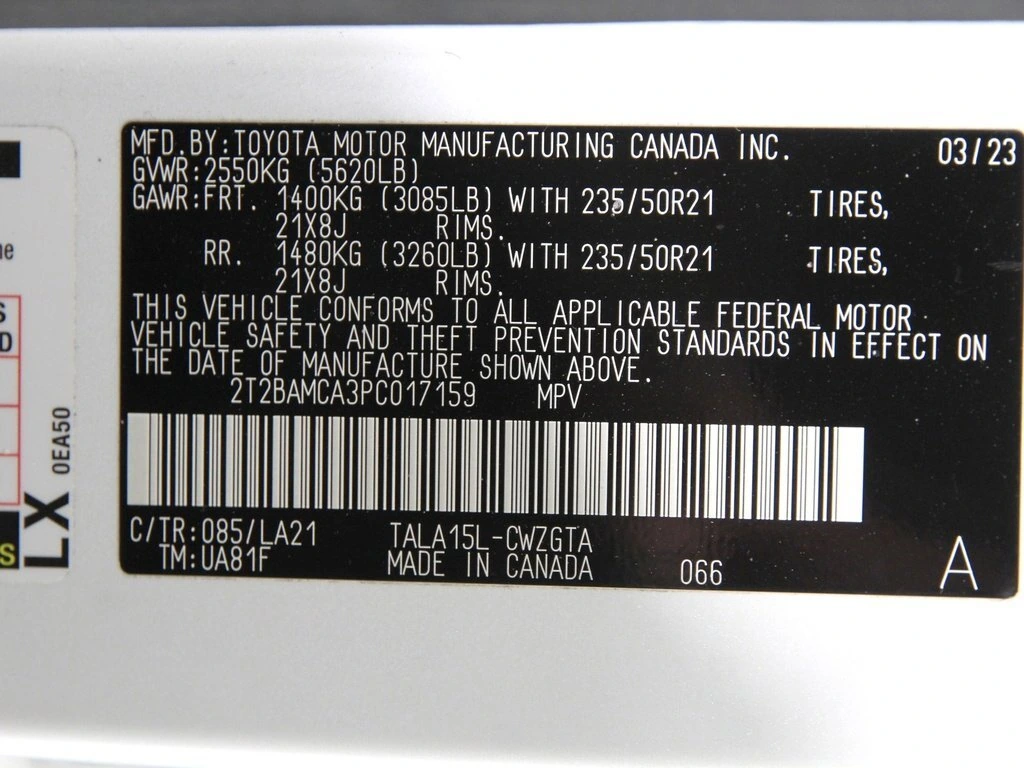 MFD.BY:TOYOTA MOTOR MANUFACTURING CANADA INC. 03/23
GVWR:2550KG (5620LB)
GAWR:FRT. 1400KG (3085LB) WITH 235/50R21 TIRES,
21X8J RIMS.
RR. 1480KG (3260LB) WITH 235/50R21 TIRES,
21X8J RIMS.
THIS VEHICLE CONFORMS TO ALL APPLICABLE FEDERAL MOTOR
VEHICLE SAFETY AND THEFT PREVENTION STANDARDS IN EFFECT ON
THE DATE OF MANUFACTURE SHOWN ABOVE.
2T2BAMCA3PC017159 MPV
C/TR:085/LA21 TALA15L-CWZGTA
TM:UA81F MADE IN CANADA 066 A
LX 0EA50